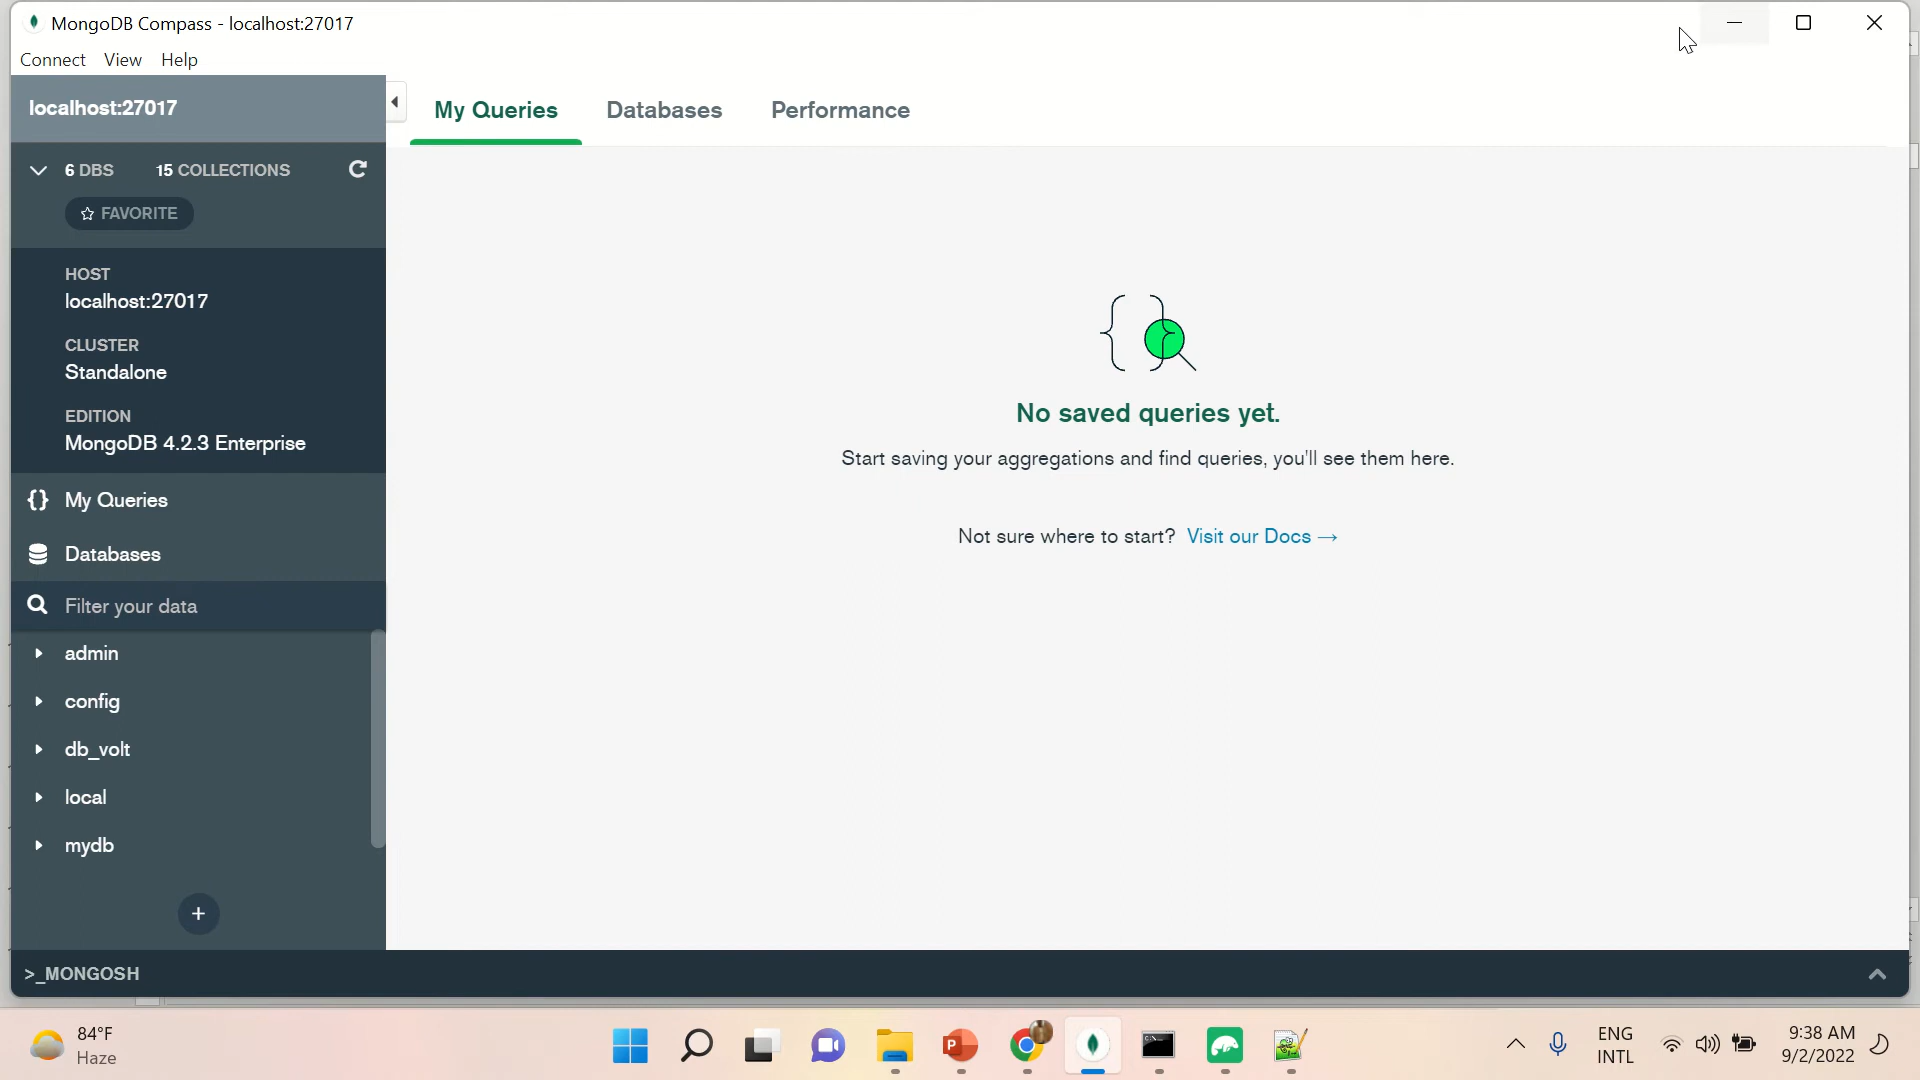 MongoDB Compass - localhost:27017
Connect View Help
localhost:27017
My Queries Databases Performance
6 DBS 15 COLLECTIONS
FAVORITE
HOST
localhost:27017
CLUSTER
Standalone
EDITION
MongoDB 4.2.3 Enterprise
{} My Queries
Databases
Filter your data
admin
config
db_volt
local
mydb
+
{ }
No saved queries yet.
Start saving your aggregations and find queries, you'll see them here.
Not sure where to start? Visit our Docs →
>_MONGOSH
84°F
Haze
P
ENG
INTL
9:38 AM
9/2/2022